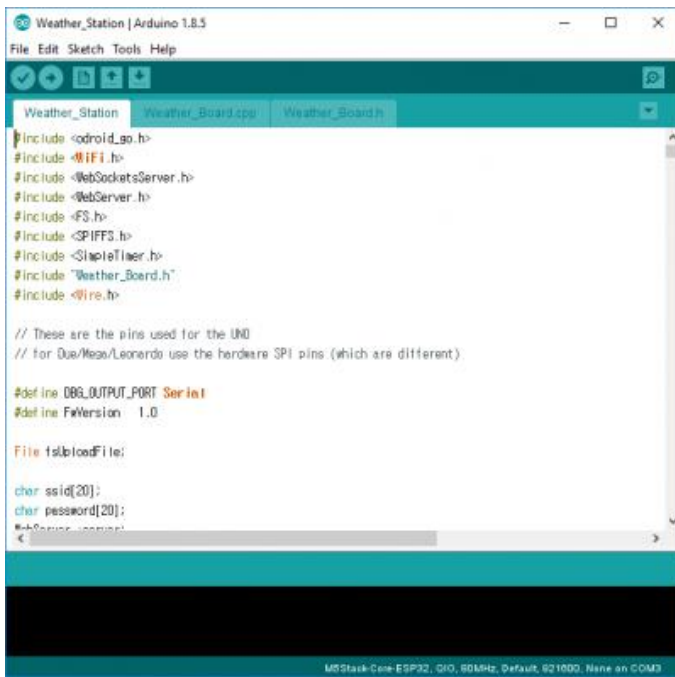 Weather_Station | Arduino 1.8.5
File Edit Sketch Tools Help
Weather_Station Weather_Board.cpp Weather_Board.h
#include <odroid_go.h>
#include <WiFi.h>
#include <WebSocketsServer.h>
#include <WebServer.h>
#include <FS.h>
#include <SPIFFS.h>
#include <SimpleTimer.h>
#include "Weather_Board.h"
#include <Wire.h>
// These are the pins used for the UNO
// for Due/Mega/Leonardo use the hardware SPI pins (which are different)
#define DBG_OUTPUT_PORT Serial
#define FwVersion 1.0
File fsUploadFile;
char ssid[20];
char password[20];
M5Stack-Core-ESP32, QIO, 80MHz, Default, 921600, None on COM3